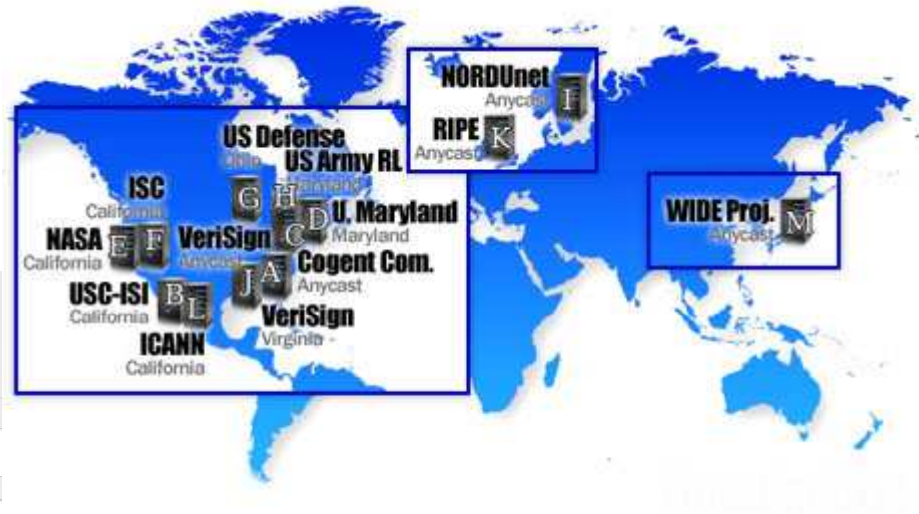 NORDUnet
Anycast
I
RIPE
Anycast
K
US Defense
Ohio
G
US Army RL
Maryland
H
ISC
California
F
U. Maryland
Maryland
D
C
NASA
California
E
VeriSign
Anycast
J
A
Cogent Com.
Anycast
USC-ISI
California
B
L
VeriSign
Virginia
ICANN
California
WIDE Proj.
Anycast
M